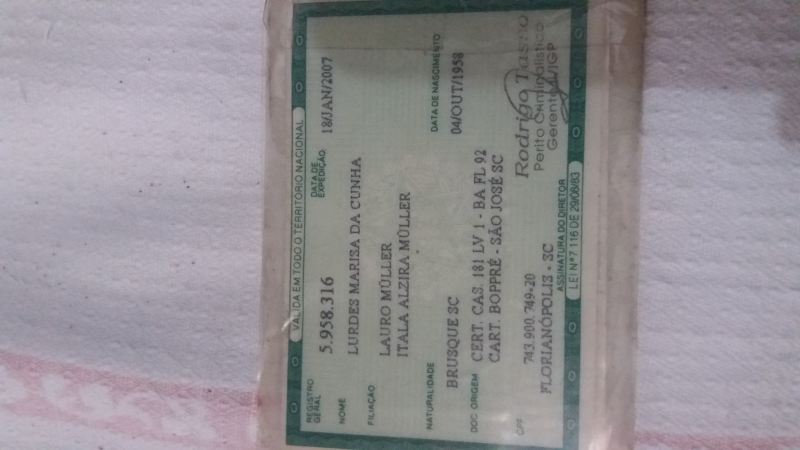 VÁLIDA EM TODO O TERRITÓRIO NACIONAL
REGISTRO GERAL 5.958.316 DATA DE EXPEDIÇÃO 18/JAN/2007
NOME LURDES MARISA DA CUNHA
FILIAÇÃO LAURO MÜLLER
ITALA ALZIRA MÜLLER
NATURALIDADE DATA DE NASCIMENTO
BRUSQUE SC 04/OUT/1958
DOC ORIGEM CERT. CAS. 181 LV 1 - BA FL 92
CART. BOPPRÉ - SÃO JOSÉ SC
CPF 743.900.749-20
FLORIANÓPOLIS - SC
Rodrigo Tasso
Perito Criminalístico
Gerente
ASSINATURA DO DIRETOR
LEI Nº 7.116 DE 29/08/83